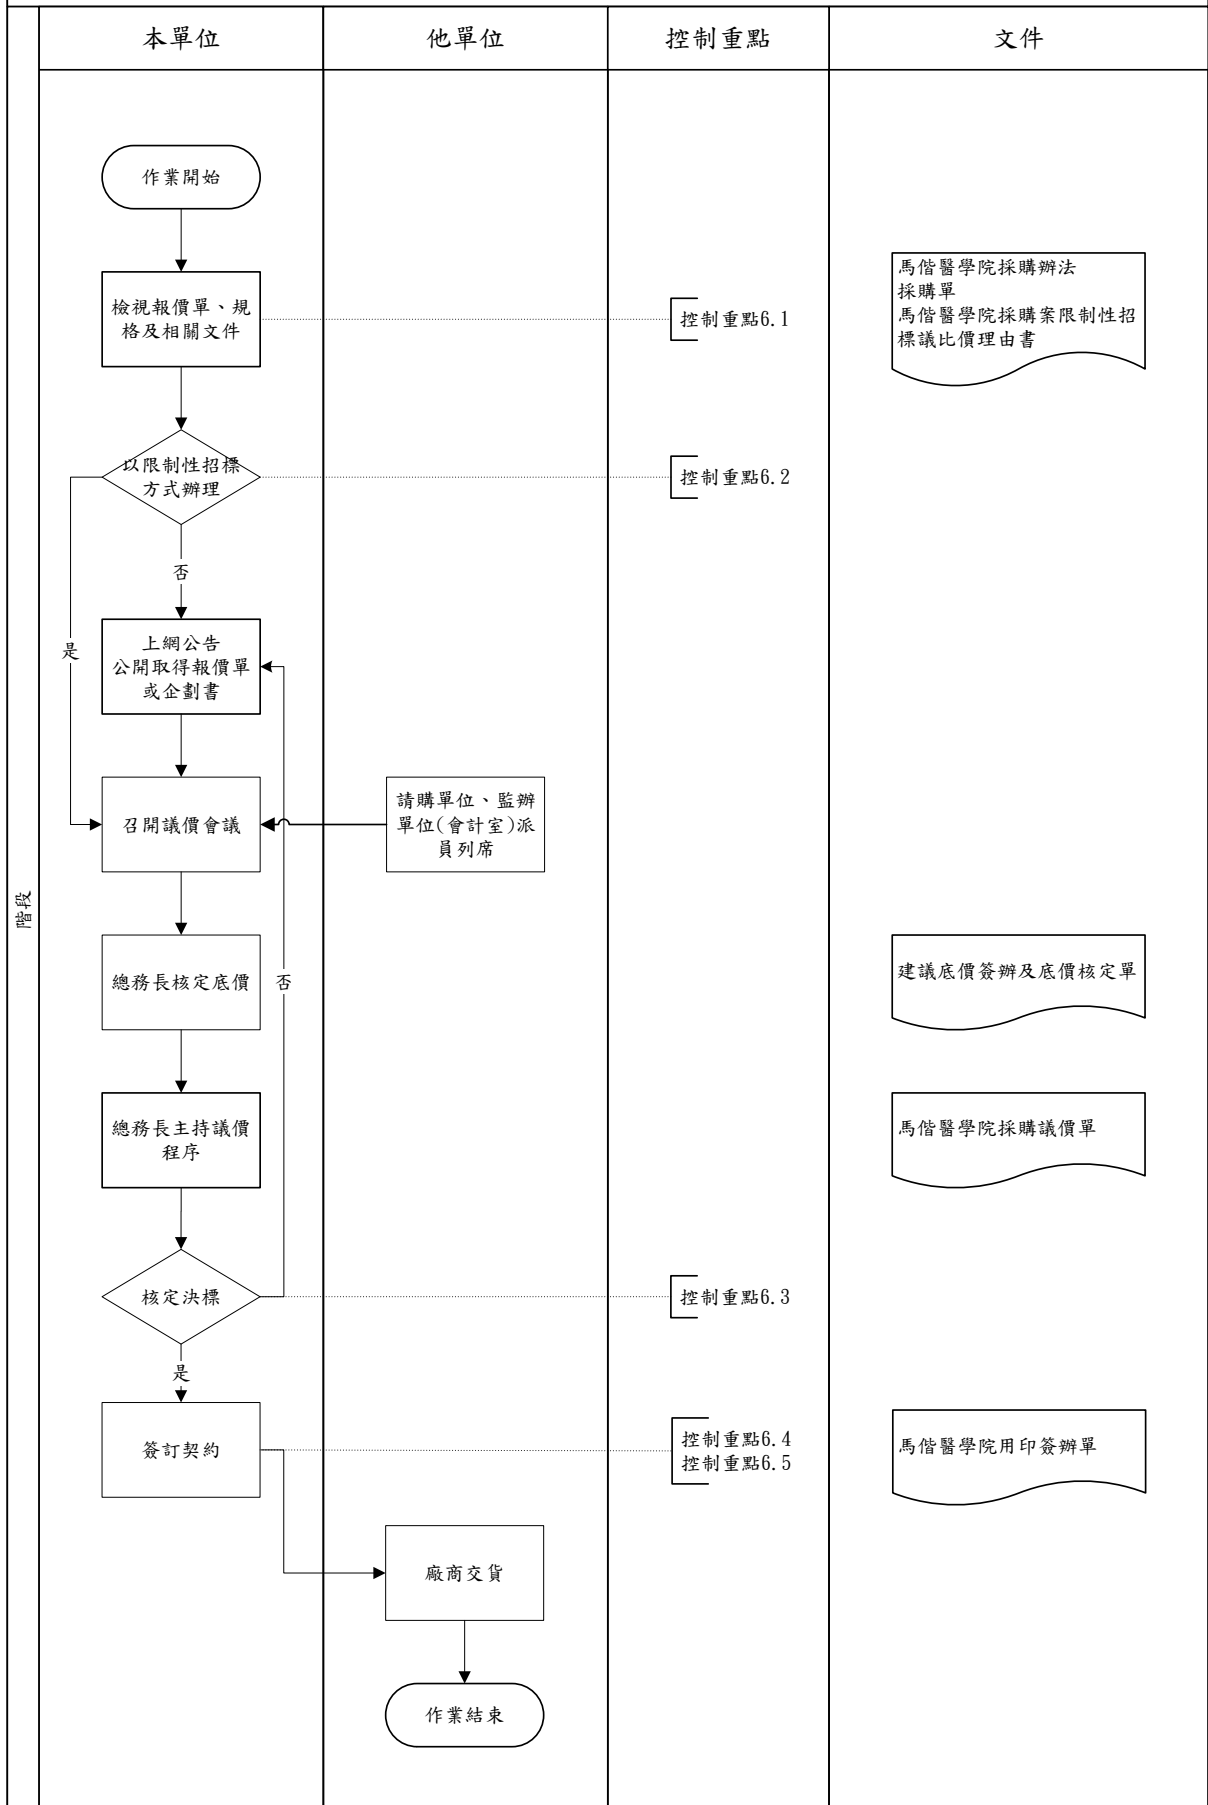 本單位
他單位
控制重點
文件
階段
作業開始
檢視報價單、規
格及相關文件
控制重點6.1
馬偕醫學院採購辦法
採購單
馬偕醫學院採購案限制性招
標議比價理由書
以限制性招標
方式辦理
控制重點6.2
否
是
上網公告
公開取得報價單
或企劃書
召開議價會議
請購單位、監辦
單位(會計室)派
員列席
總務長核定底價
否
建議底價簽辦及底價核定單
總務長主持議價
程序
馬偕醫學院採購議價單
核定決標
控制重點6.3
是
簽訂契約
控制重點6.4
控制重點6.5
馬偕醫學院用印簽辦單
廠商交貨
作業結束